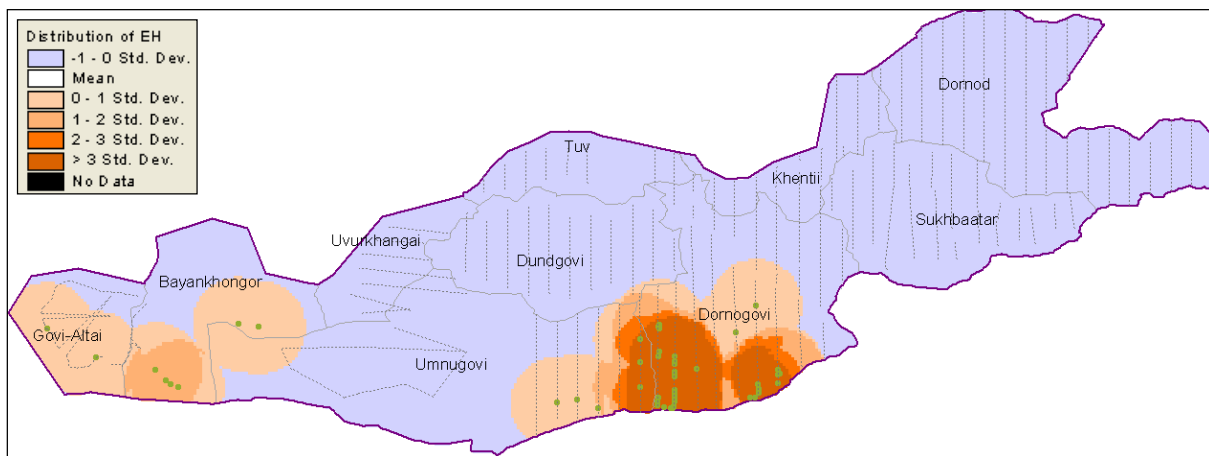 Distribution of EH
-1 - 0 Std. Dev.
Mean
0 - 1 Std. Dev.
1 - 2 Std. Dev.
2 - 3 Std. Dev.
> 3 Std. Dev.
No Data
Dornod
Tuv
Khentii
Sukhbaatar
Uvurkhangai
Dundgovi
Bayankhongor
Dornogovi
Govi-Altai
Umnugovi